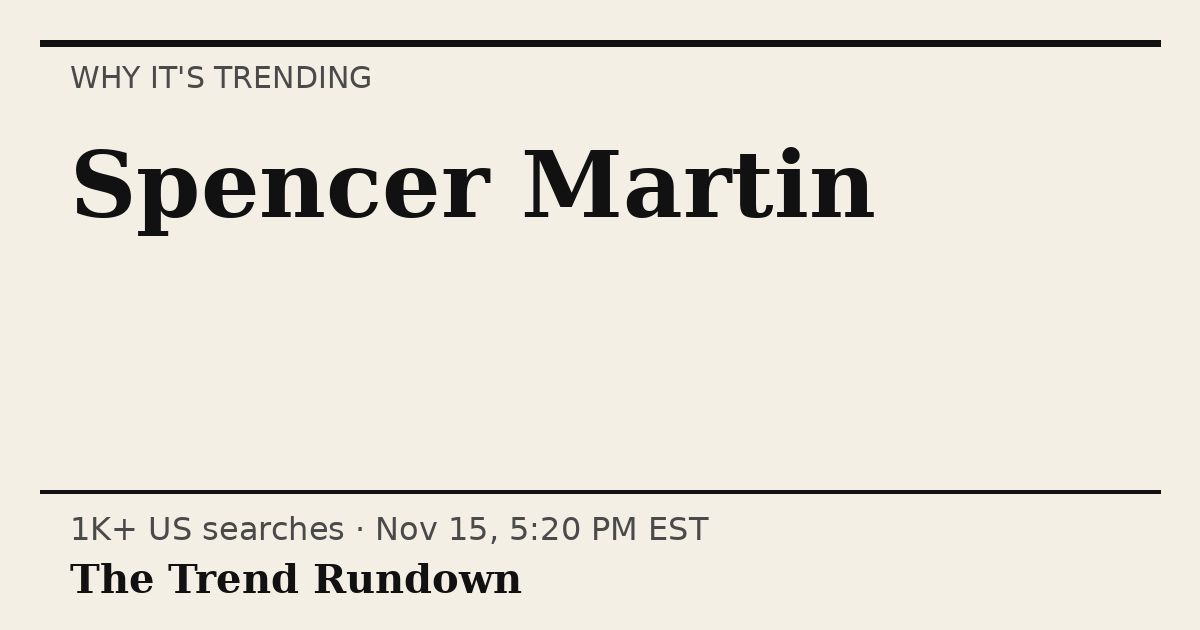 WHY IT'S TRENDING
Spencer Martin
1K+ US searches · Nov 15, 5:20 PM EST
The Trend Rundown